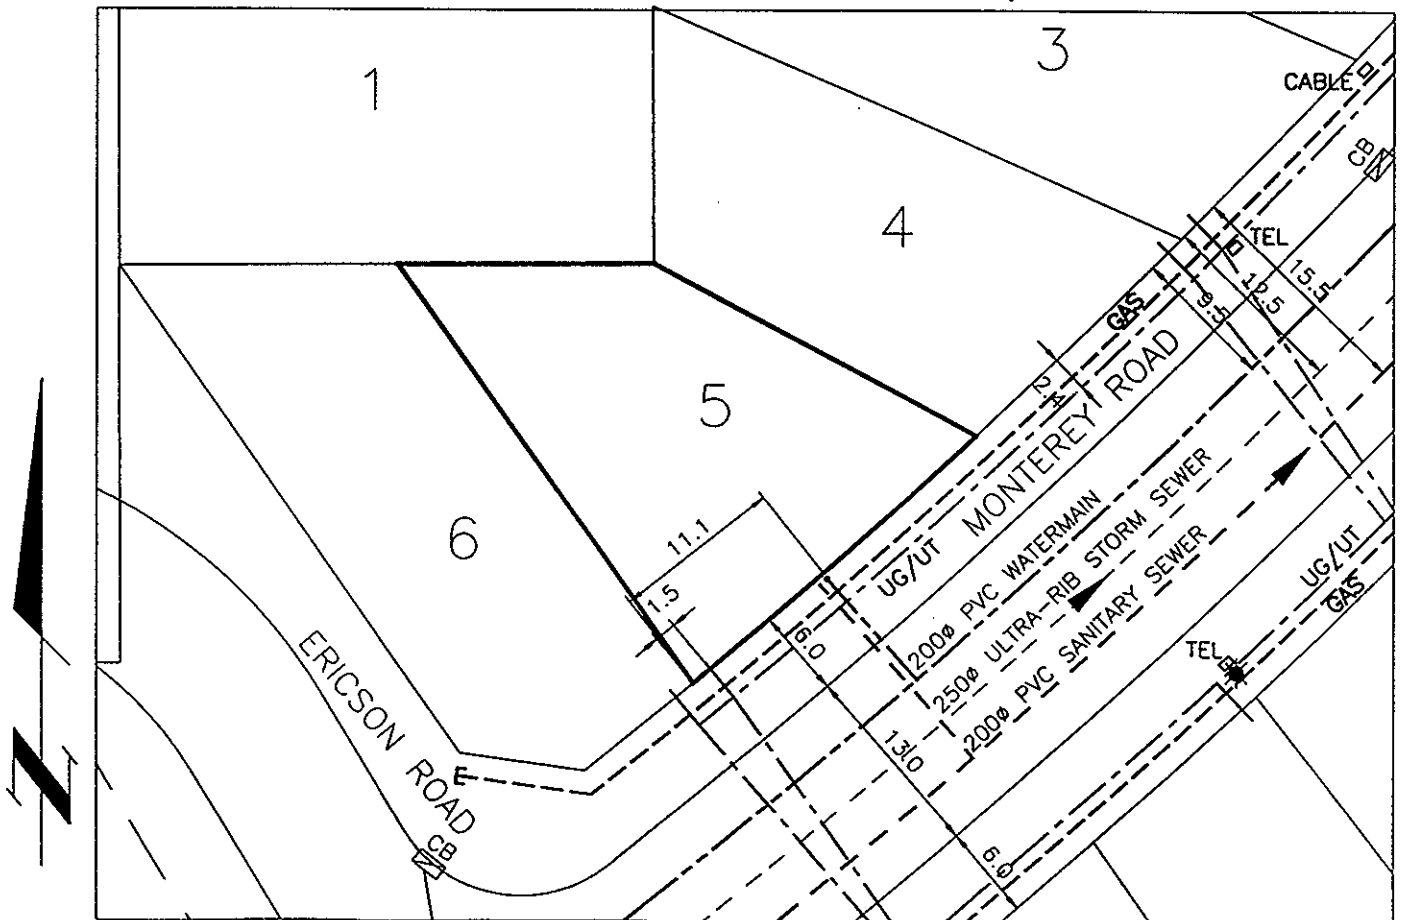 1
3
CABLE
CB
4
TEL
15.5
12.5
9.5
GAS
2.4
MONTEREY ROAD
5
6
11.1
1.5
UG/UT
200ø PVC WATERMAIN
250ø ULTRA-RIB STORM SEWER
200ø PVC SANITARY SEWER
UG/UT
GAS
6.0
TEL
ERICSON ROAD
E
13.0
CB
6.0
N